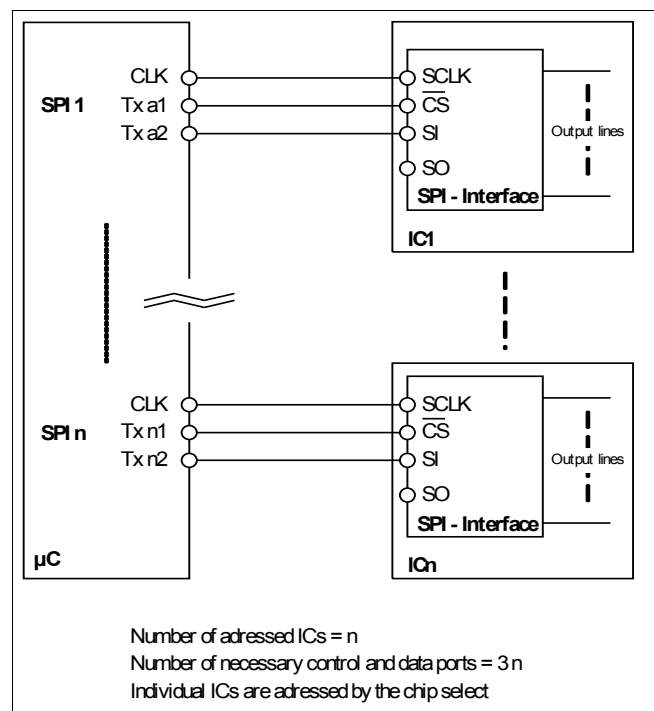 CLK
SCLK
SPI 1
Tx a1
CS
Tx a2
SI
Output lines
SO
SPI - Interface
IC1
CLK
SCLK
SPI n
Tx n1
CS
Tx n2
SI
Output lines
SO
SPI - Interface
µC
ICn
Number of adressed ICs = n
Number of necessary control and data ports = 3 n
Individual ICs are adressed by the chip select